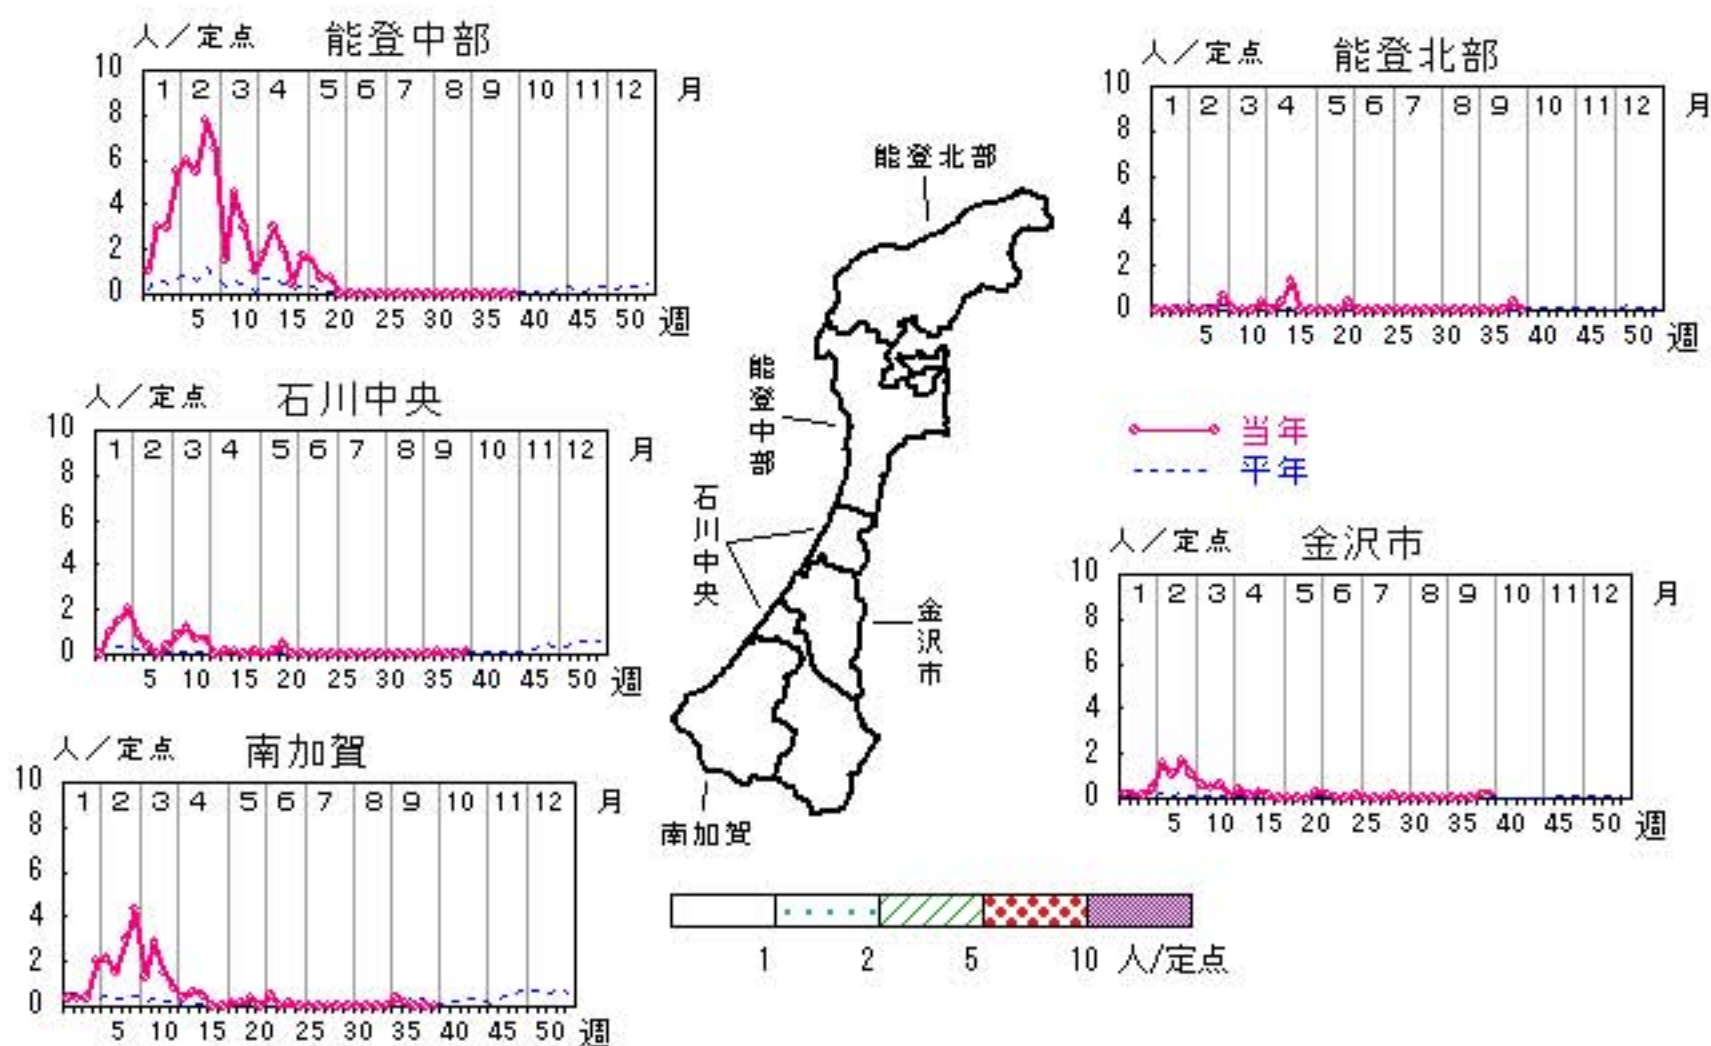 人／定点 能登中部
10 8 6 4 2 0
1 2 3 4 5 6 7 8 9 10 11 12 月
5 10 15 20 25 30 35 40 45 50 週
人／定点 能登北部
10 8 6 4 2 0
1 2 3 4 5 6 7 8 9 10 11 12 月
5 10 15 20 25 30 35 40 45 50 週
人／定点 石川中央
10 8 6 4 2 0
1 2 3 4 5 6 7 8 9 10 11 12 月
5 10 15 20 25 30 35 40 45 50 週
能登北部
能登中部
石川中央
金沢市
南加賀
当年
平年
人／定点 金沢市
10 8 6 4 2 0
1 2 3 4 5 6 7 8 9 10 11 12 月
5 10 15 20 25 30 35 40 45 50 週
人／定点 南加賀
10 8 6 4 2 0
1 2 3 4 5 6 7 8 9 10 11 12 月
5 10 15 20 25 30 35 40 45 50 週
1 2 5 10 人/定点